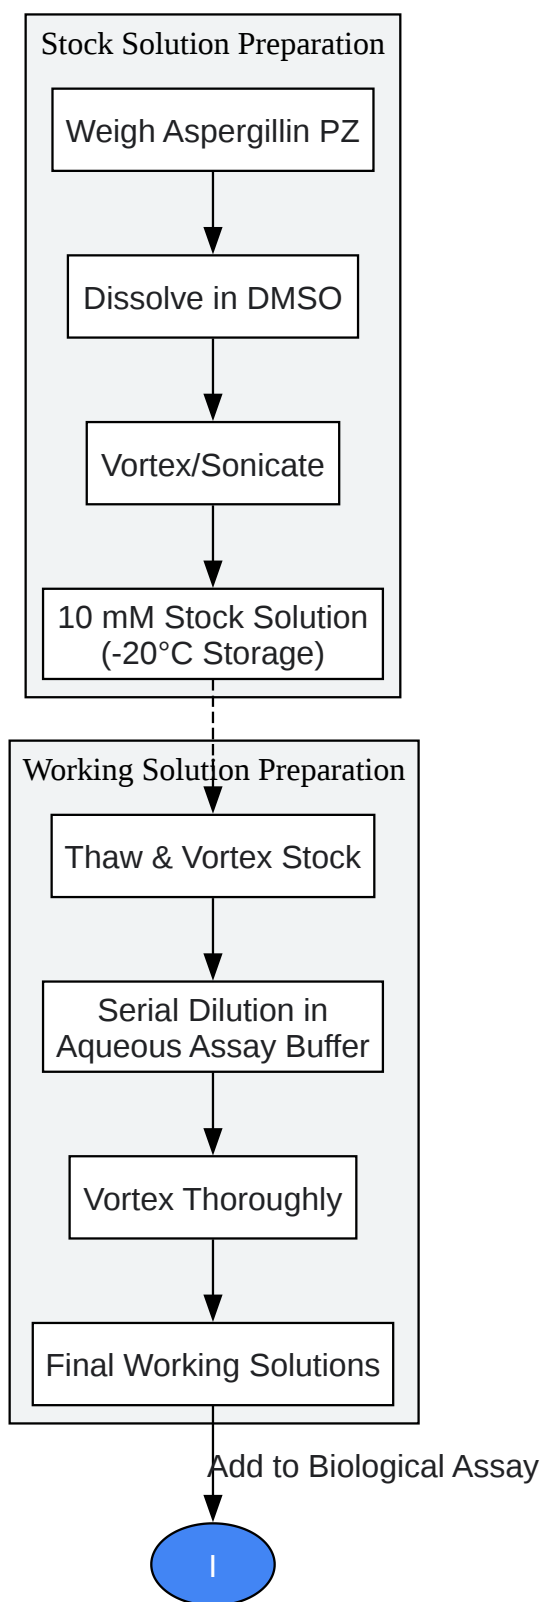 Stock Solution Preparation
Weigh Aspergillin PZ
Dissolve in DMSO
Vortex/Sonicate
10 mM Stock Solution
(-20°C Storage)
Working Solution Preparation
Thaw & Vortex Stock
Serial Dilution in
Aqueous Assay Buffer
Vortex Thoroughly
Final Working Solutions
Add to Biological Assay
I